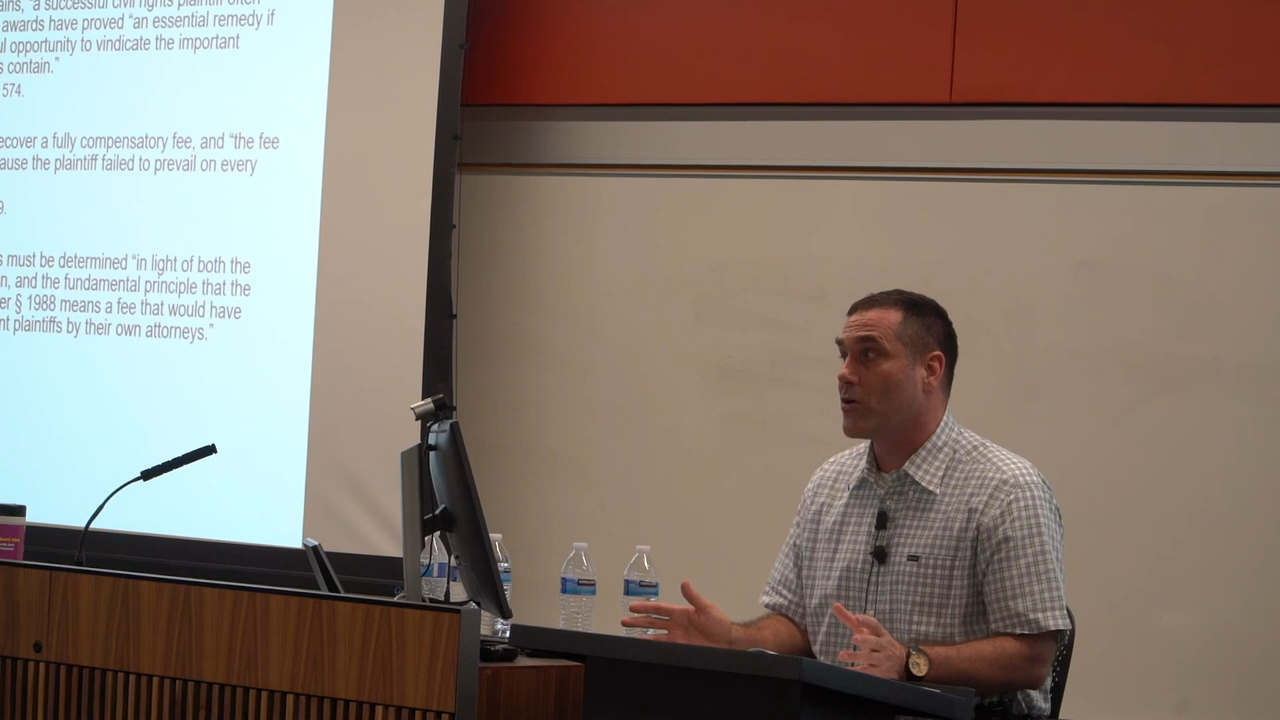 ains, “a successful civil rights plaintiff often
awards have proved “an essential remedy if
ul opportunity to vindicate the important
s contain.”
574.
ecover a fully compensatory fee, and “the fee
ause the plaintiff failed to prevail on every
9.
s must be determined “in light of both the
n, and the fundamental principle that the
er § 1988 means a fee that would have
nt plaintiffs by their own attorneys.”